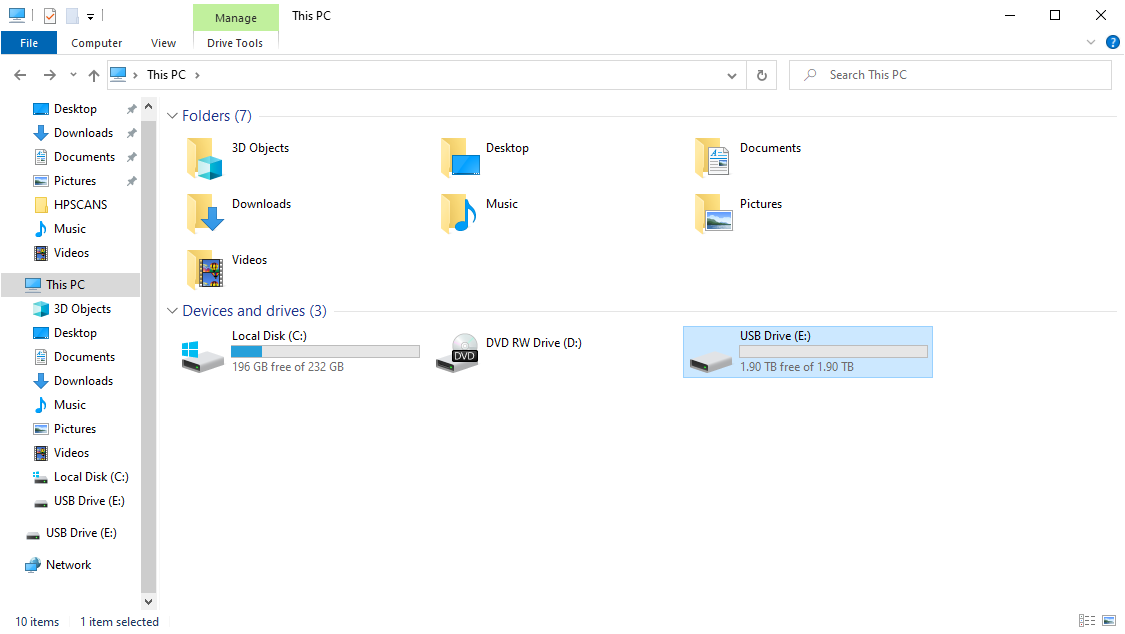 Manage
This PC
File
Computer
View
Drive Tools
?
This PC
Search This PC
Desktop
Downloads
Documents
Pictures
HPSCANS
Music
Videos
This PC
3D Objects
Desktop
Documents
Downloads
Music
Pictures
Videos
Local Disk (C:)
USB Drive (E:)
USB Drive (E:)
Network
Folders (7)
3D Objects
Desktop
Documents
Downloads
Music
Pictures
Videos
Devices and drives (3)
Local Disk (C:)
196 GB free of 232 GB
DVD
DVD RW Drive (D:)
USB Drive (E:)
1.90 TB free of 1.90 TB
10 items
1 item selected